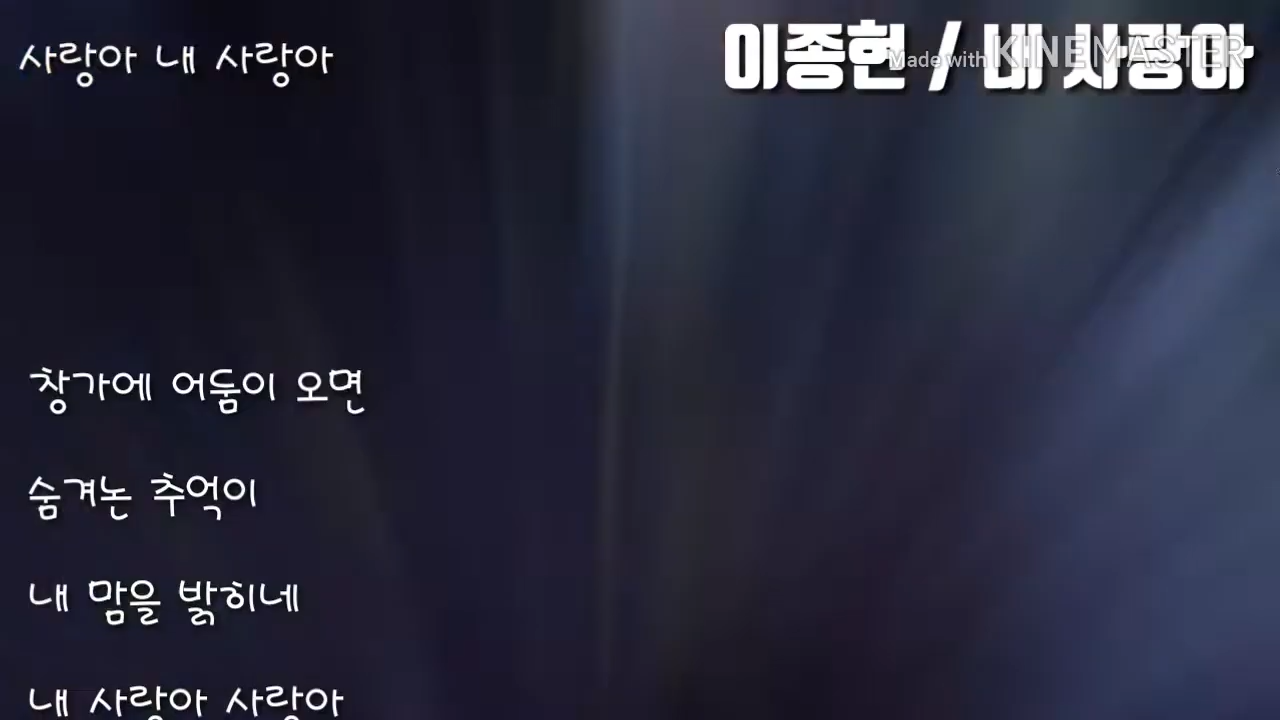 사랑아 내 사랑아
이종현 / 내 사랑아
Made with KINEMASTER
창가에 어둠이 오면
숨겨논 추억이
내 맘을 밝히네
내 사랑아 사랑아